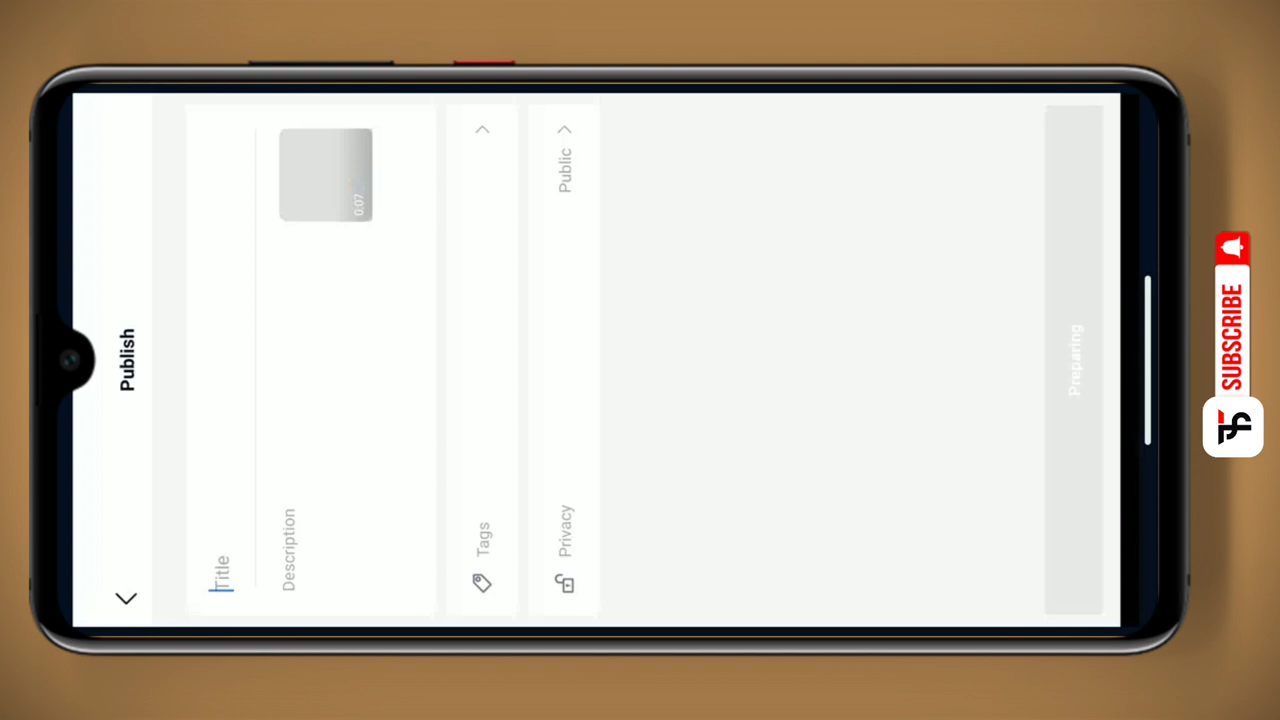 Publish
Title
Description
0:07
Tags
Privacy
Public
Preparing
SUBSCRIBE